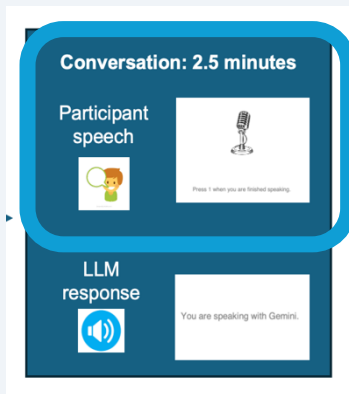 Conversation: 2.5 minutes
Participant
speech
Press 1 when you are finished speaking.
LLM
response
You are speaking with Gemini.